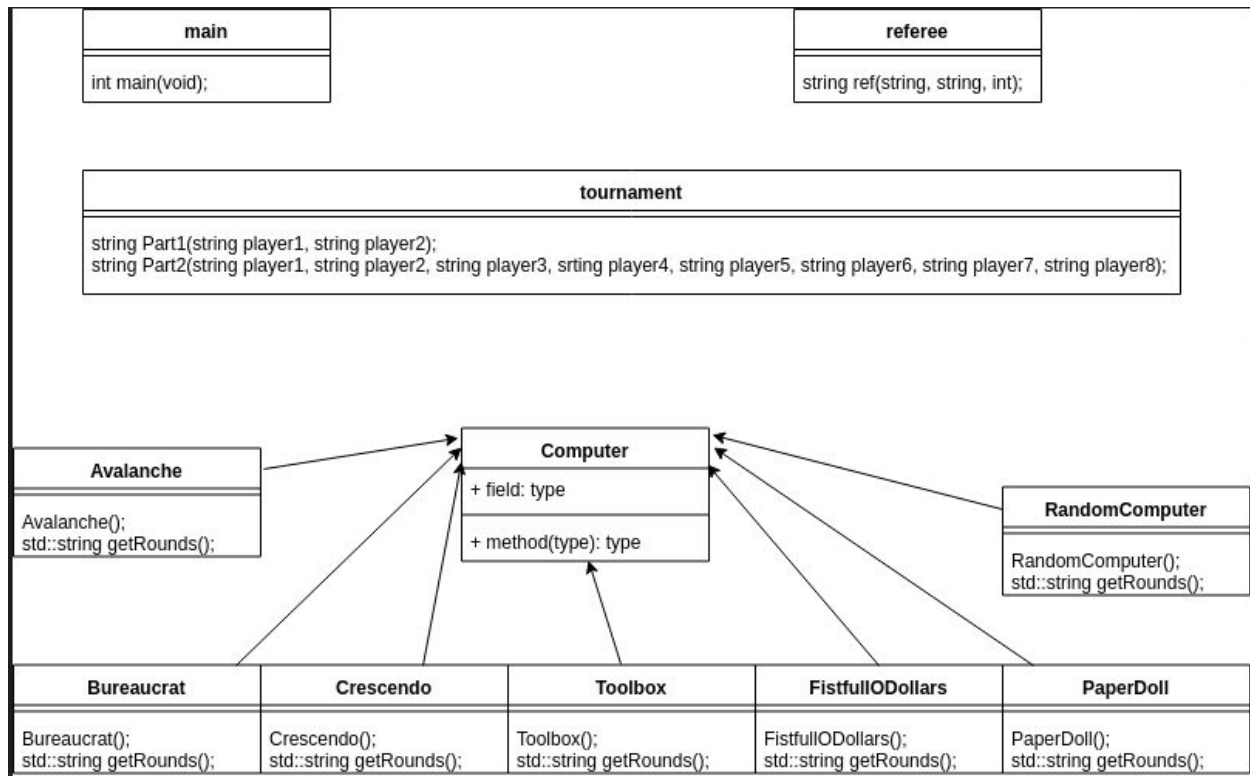 main
int main(void);
referee
string ref(string, string, int);
tournament
string Part1(string player1, string player2);
string Part2(string player1, string player2, string player3, srting player4, string player5, string player6, string player7, string player8);
Avalanche
Avalanche();
std::string getRounds();
Computer
+ field: type
+ method(type): type
RandomComputer
RandomComputer();
std::string getRounds();
Bureaucrat
Bureaucrat();
std::string getRounds();
Crescendo
Crescendo();
std::string getRounds();
Toolbox
Toolbox();
std::string getRounds();
FistfullODollars
FistfullODollars();
std::string getRounds();
PaperDoll
PaperDoll();
std::string getRounds();